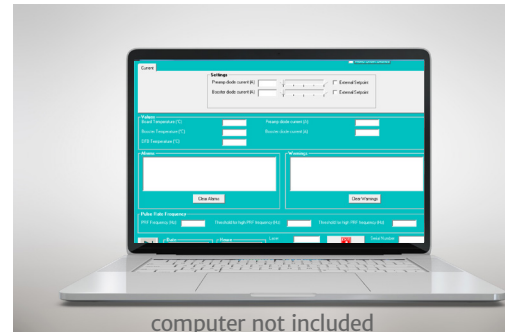 Current
Settings
Preamp diode current (A)
External Setpoint
Booster diode current (A)
External Setpoint
Values
Board Temperature (°C)
Preamp diode current (A)
Booster Temperature (°C)
Booster diode current (A)
Temperature (°C)
Alarms
Warnings
Clear Alarms
Clear Warnings
Pulse Rate Frequency
PRF Frequency (Hz)
Threshold for high PRF frequency (Hz)
Threshold for high PRF frequency (Hz)
Laser
Serial Number
computer not included